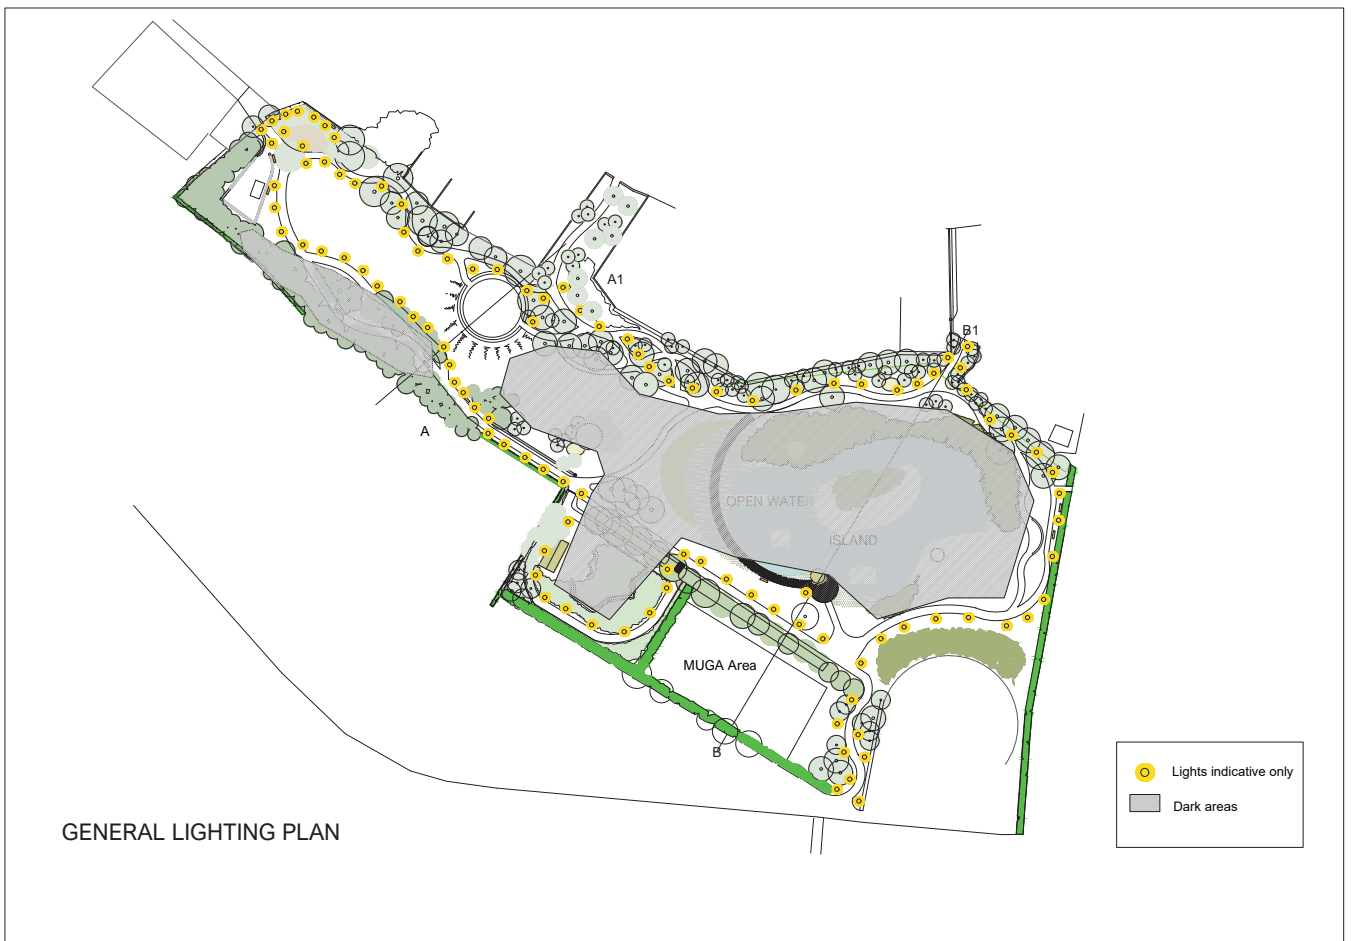 A1
B1
A
OPEN WATER
ISLAND
MUGA Area
B
Lights indicative only
Dark areas
GENERAL LIGHTING PLAN